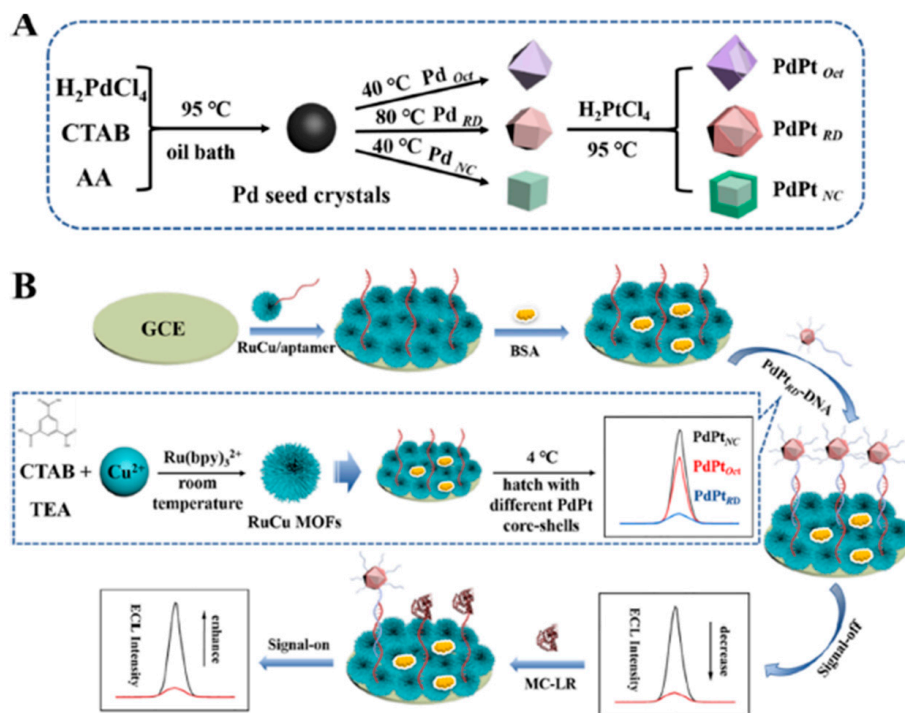 A
H₂PdCl₄
CTAB
AA
95 °C
oil bath
Pd seed crystals
40 °C Pd Oct
80 °C Pd RD
40 °C Pd NC
H₂PtCl₄
95 °C
PdPt Oct
PdPt RD
PdPt NC
B
GCE
RuCu/aptamer
BSA
PdPtRD-DNA
CTAB +
TEA
Cu²⁺
Ru(bpy)₃²⁺
room
temperature
RuCu MOFs
4 °C
hatch with
different PdPt
core-shells
PdPtNC
PdPtOct
PdPtRD
Signal-off
ECL Intensity
decrease
MC-LR
Signal-on
ECL Intensity
enhance